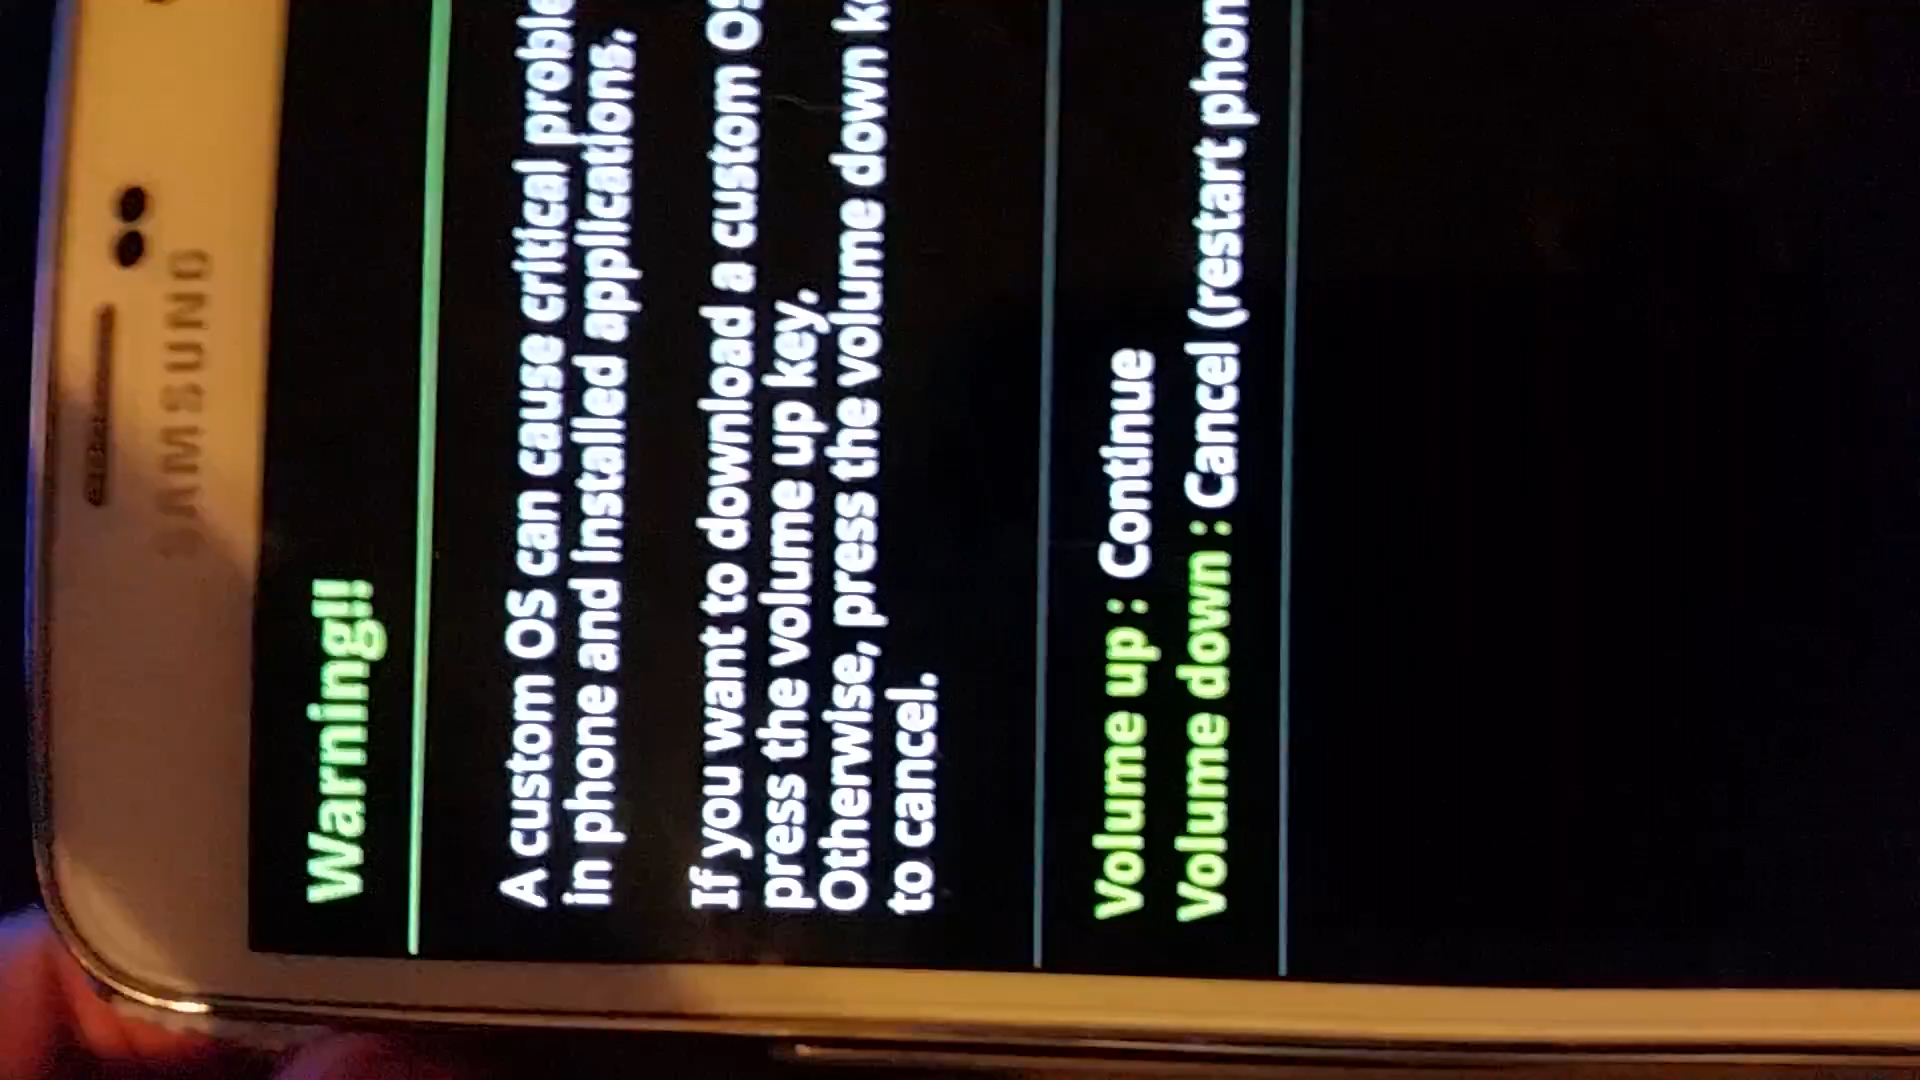 SAMSUNG
Warning!!
A custom OS can cause critical
in phone and installed applications.
If you want to download a custom OS
press the volume up key.
Otherwise, press the volume down
to cancel.
Volume up : Continue
Volume down : Cancel (restart